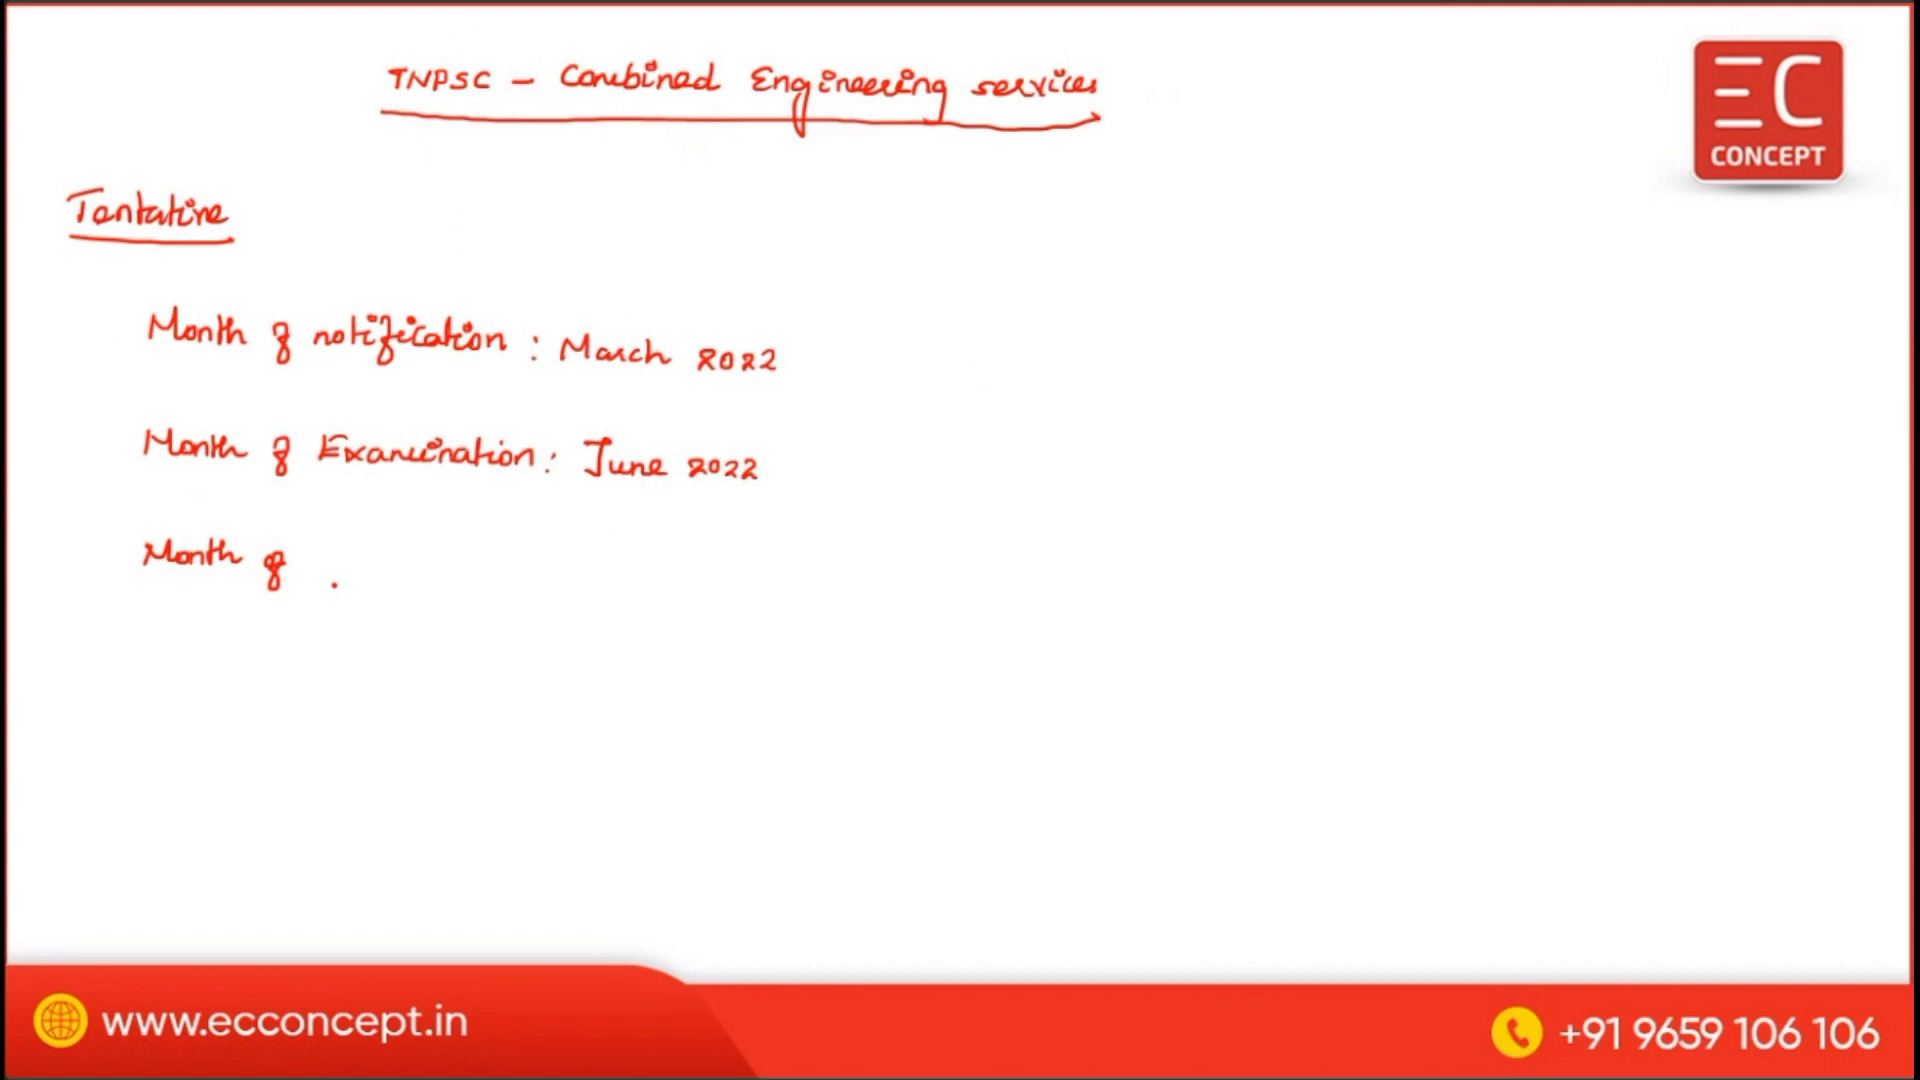 TNPSC - Combined Engineering services
EC
CONCEPT
Tentative
Month of notification : March 2022
Month of Examination : June 2022
Month of
www.ecconcept.in
+91 9659 106 106